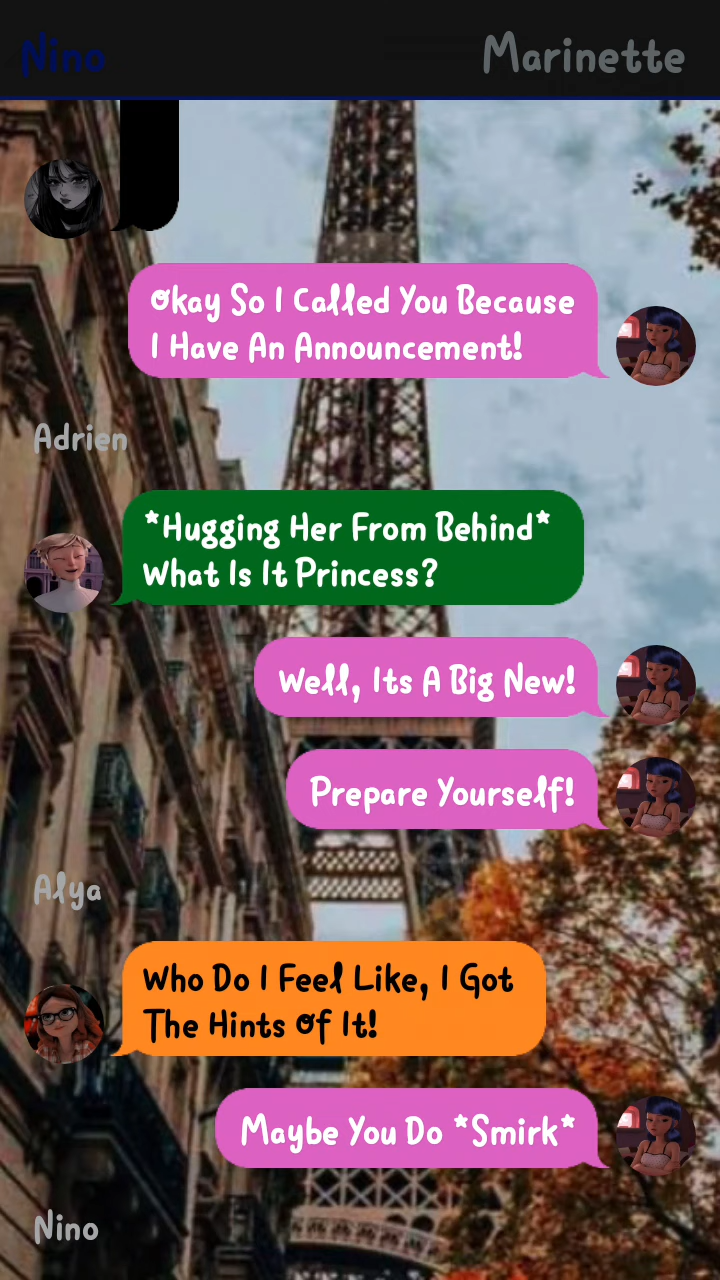 Nino
Marinette
Okay So I Called You Because
I Have An Announcement!
Adrien
*Hugging Her From Behind*
What Is It Princess?
Well, Its A Big New!
Prepare Yourself!
Alya
Who Do I Feel Like, I Got
The Hints Of It!
Maybe You Do *Smirk*
Nino